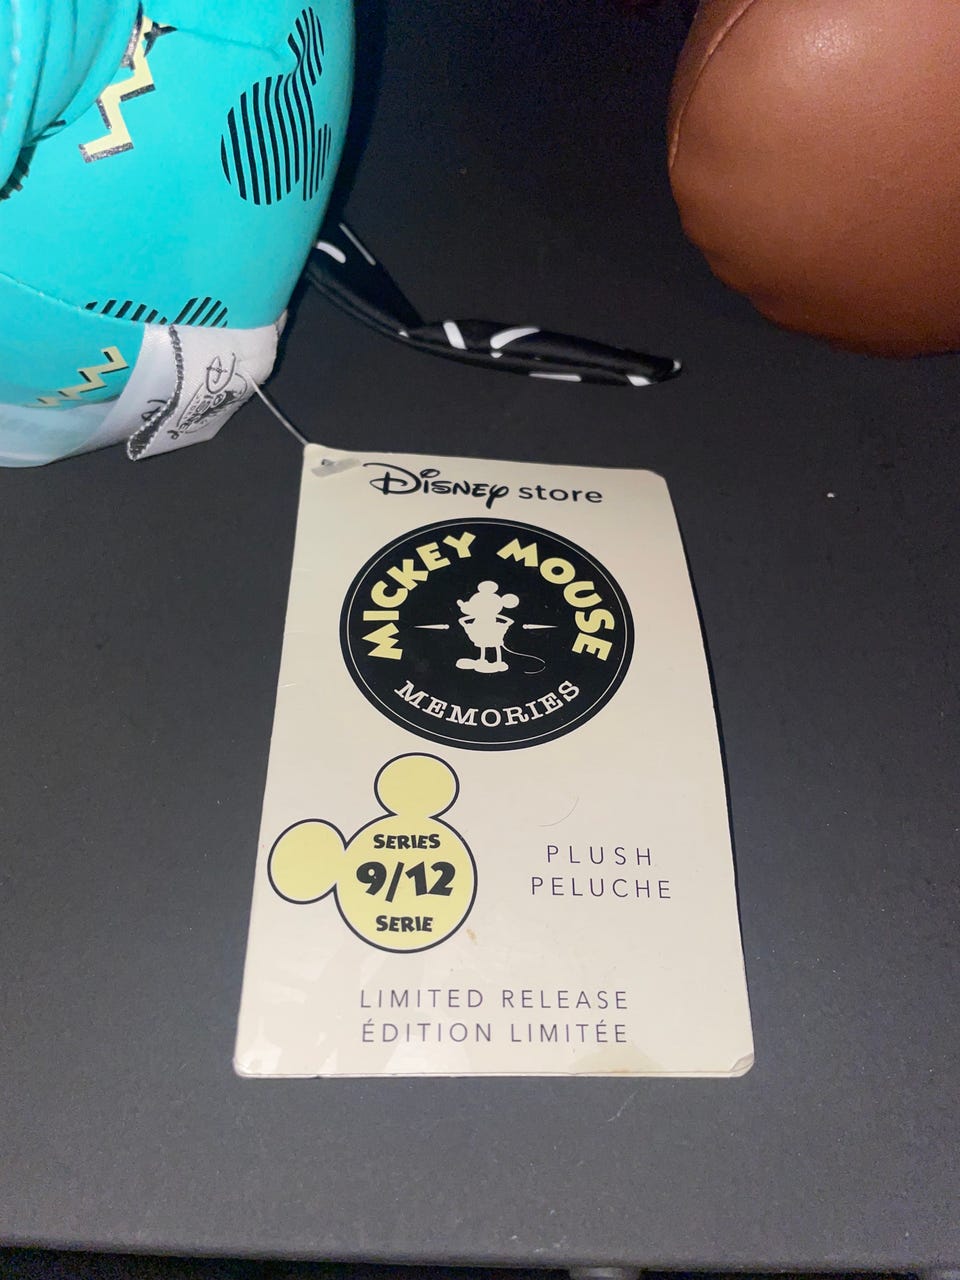 Disney store
MICKEY MOUSE
MEMORIES
SERIES
9/12
SERIE
PLUSH
PELUCHE
LIMITED RELEASE
ÉDITION LIMITÉE